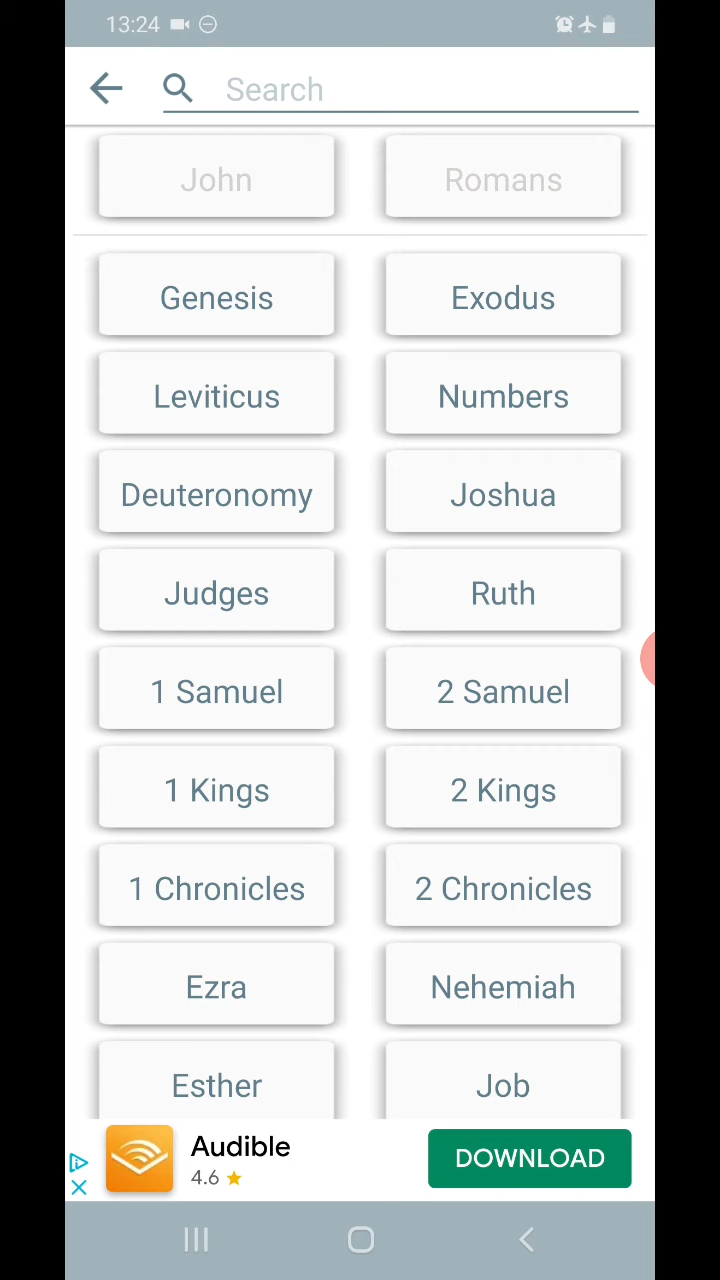 13:24
Search
John Romans
Genesis Exodus
Leviticus Numbers
Deuteronomy Joshua
Judges Ruth
1 Samuel 2 Samuel
1 Kings 2 Kings
1 Chronicles 2 Chronicles
Ezra Nehemiah
Esther Job
Audible
4.6
DOWNLOAD